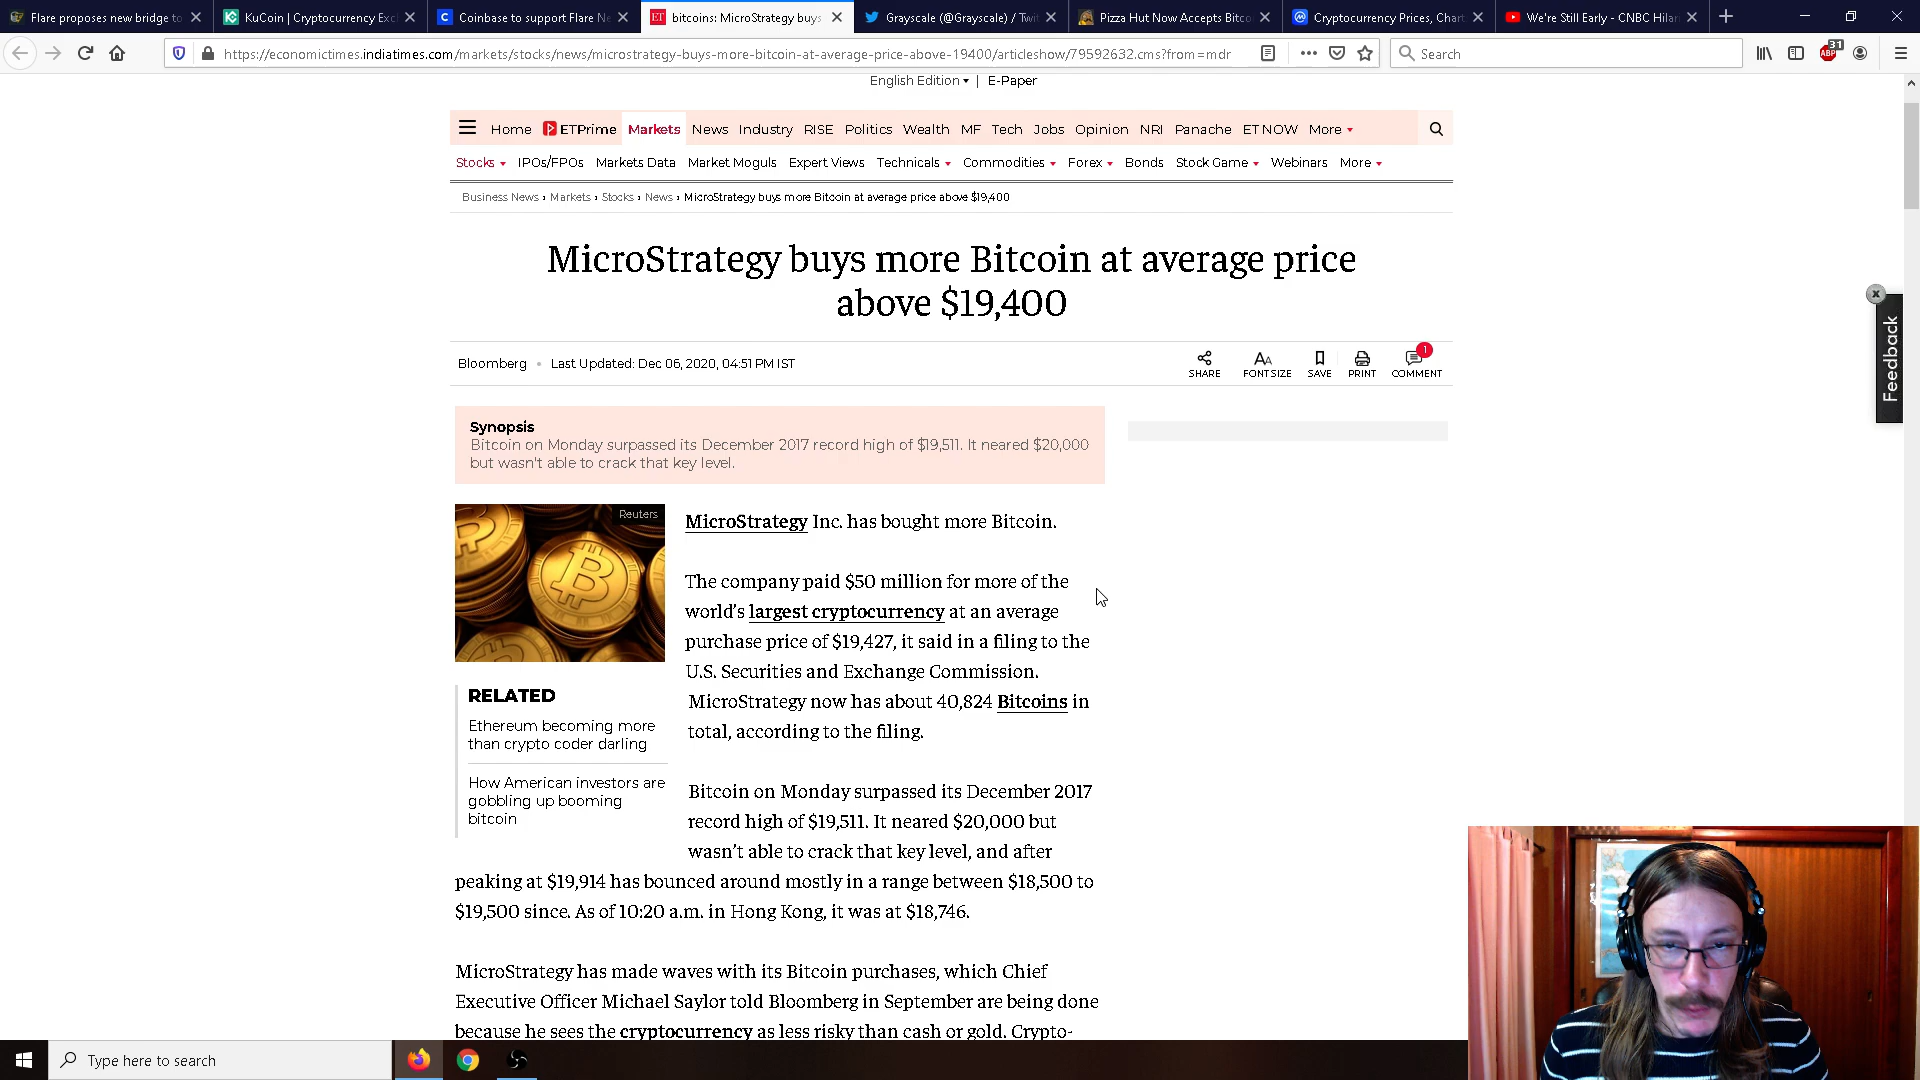 Flare proposes new bridge to
KuCoin | Cryptocurrency Exc
Coinbase to support Flare Ne
bitcoins: MicroStrategy buys
Grayscale (@Grayscale) / Twit
Pizza Hut Now Accepts Bitco
Cryptocurrency Prices, Chart
We're Still Early - CNBC Hilar
https://economictimes.indiatimes.com/markets/stocks/news/microstrategy-buys-more-bitcoin-at-average-price-above-19400/articleshow/79592632.cms?from=mdr
Search
ABP
31
English Edition | E-Paper
Home ETPrime Markets News Industry RISE Politics Wealth MF Tech Jobs Opinion NRI Panache ET NOW More
Stocks IPOs/FPOs Markets Data Market Moguls Expert Views Technicals Commodities Forex Bonds Stock Game Webinars More
Business News › Markets › Stocks › News › MicroStrategy buys more Bitcoin at average price above $19,400
MicroStrategy buys more Bitcoin at average price
above $19,400
Bloomberg • Last Updated: Dec 06, 2020, 04:51 PM IST
SHARE
FONT SIZE
SAVE
PRINT
1
COMMENT
Feedback
Synopsis
Bitcoin on Monday surpassed its December 2017 record high of $19,511. It neared $20,000
but wasn't able to crack that key level.
Reuters
MicroStrategy Inc. has bought more Bitcoin.
The company paid $50 million for more of the
world's largest cryptocurrency at an average
purchase price of $19,427, it said in a filing to the
U.S. Securities and Exchange Commission.
MicroStrategy now has about 40,824 Bitcoins in
total, according to the filing.
RELATED
Ethereum becoming more
than crypto coder darling
How American investors are
gobbling up booming
bitcoin
Bitcoin on Monday surpassed its December 2017
record high of $19,511. It neared $20,000 but
wasn't able to crack that key level, and after
peaking at $19,914 has bounced around mostly in a range between $18,500 to
$19,500 since. As of 10:20 a.m. in Hong Kong, it was at $18,746.
MicroStrategy has made waves with its Bitcoin purchases, which Chief
Executive Officer Michael Saylor told Bloomberg in September are being done
because he sees the cryptocurrency as less risky than cash or gold. Crypto-
Type here to search